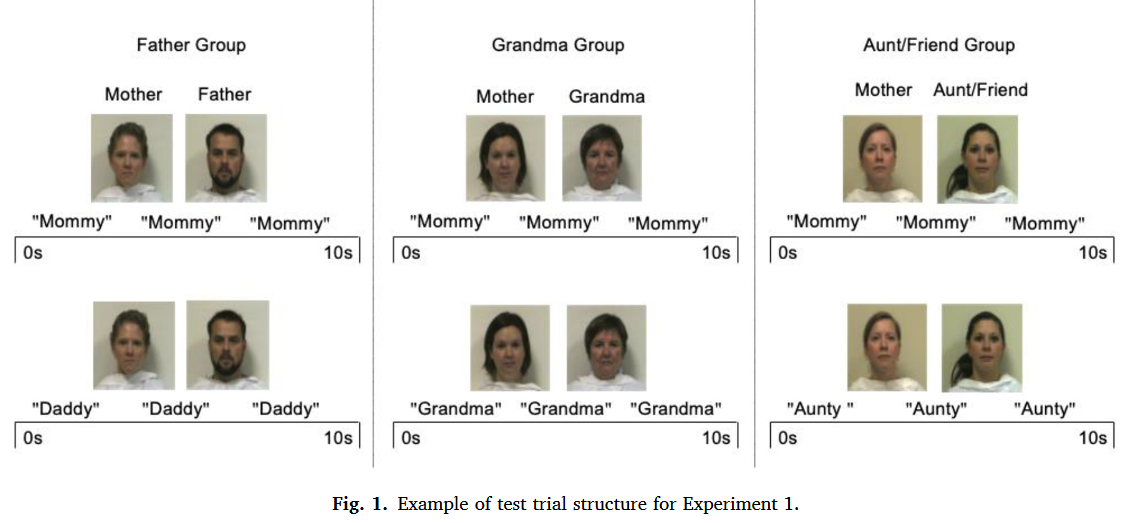 Father Group
Grandma Group
Aunt/Friend Group
Mother Father
Mother Grandma
Mother Aunt/Friend
"Mommy" "Mommy" "Mommy"
"Mommy" "Mommy" "Mommy"
"Mommy" "Mommy" "Mommy"
0s 10s
0s 10s
0s 10s
"Daddy" "Daddy" "Daddy"
"Grandma" "Grandma" "Grandma"
"Aunty " "Aunty" "Aunty"
0s 10s
0s 10s
0s 10s
Fig. 1. Example of test trial structure for Experiment 1.